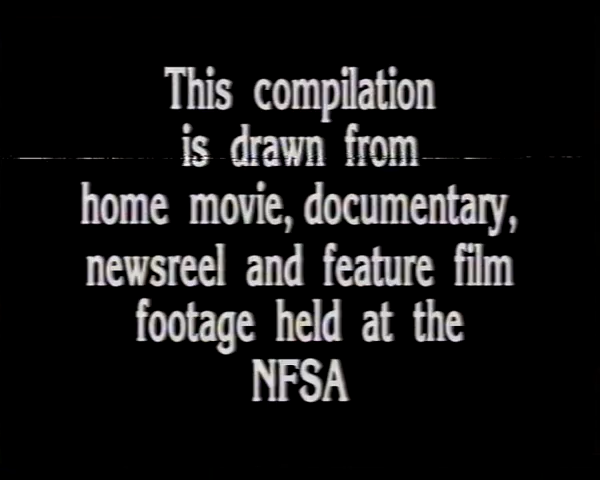 This compilation
is drawn from
home movie, documentary,
newsreel and feature film
footage held at the
NFSA